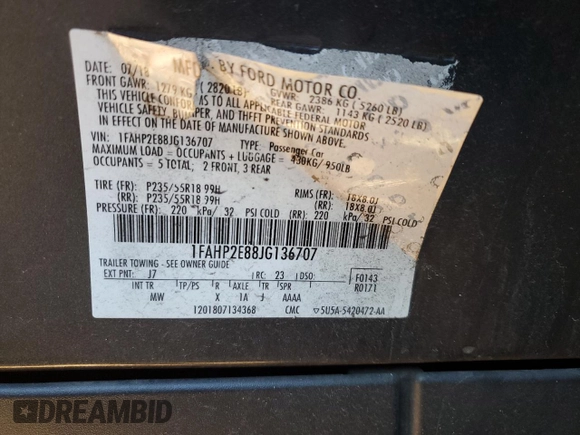 DATE: 07/18 MFD. BY FORD MOTOR CO.
FRONT GAWR: 1279 KG ( 2820 LB) GVWR: 2386 KG ( 5260 LB)
REAR GAWR: 1143 KG ( 2520 LB)
THIS VEHICLE CONFORMS TO ALL APPLICABLE FEDERAL MOTOR
VEHICLE SAFETY, BUMPER, AND THEFT PREVENTION STANDARDS
IN EFFECT ON THE DATE OF MANUFACTURE SHOWN ABOVE.
VIN: 1FAHP2E88JG136707 TYPE: Passenger Car
MAXIMUM LOAD = OCCUPANTS + LUGGAGE = 430KG/950LB
OCCUPANTS = 5 TOTAL; 2 FRONT, 3 REAR
TIRE (FR): P235/55R18 99H RIMS (FR): 18X8.0J
(RR): P235/55R18 99H (RR): 18X8.0J
PRESSURE (FR): 220 kPa/ 32 PSI COLD (RR): 220 kPa/ 32 PSI COLD
1FAHP2E88JG136707
TRAILER TOWING - SEE OWNER GUIDE
EXT PNT: J7 RC: 23 DSO: F0143
INT TR TP/PS R AXLE TR SPR R0171
MW X 1A J AAAA
1201807134368 CMC ▽5U5A-5420472-AA
DREAMBID